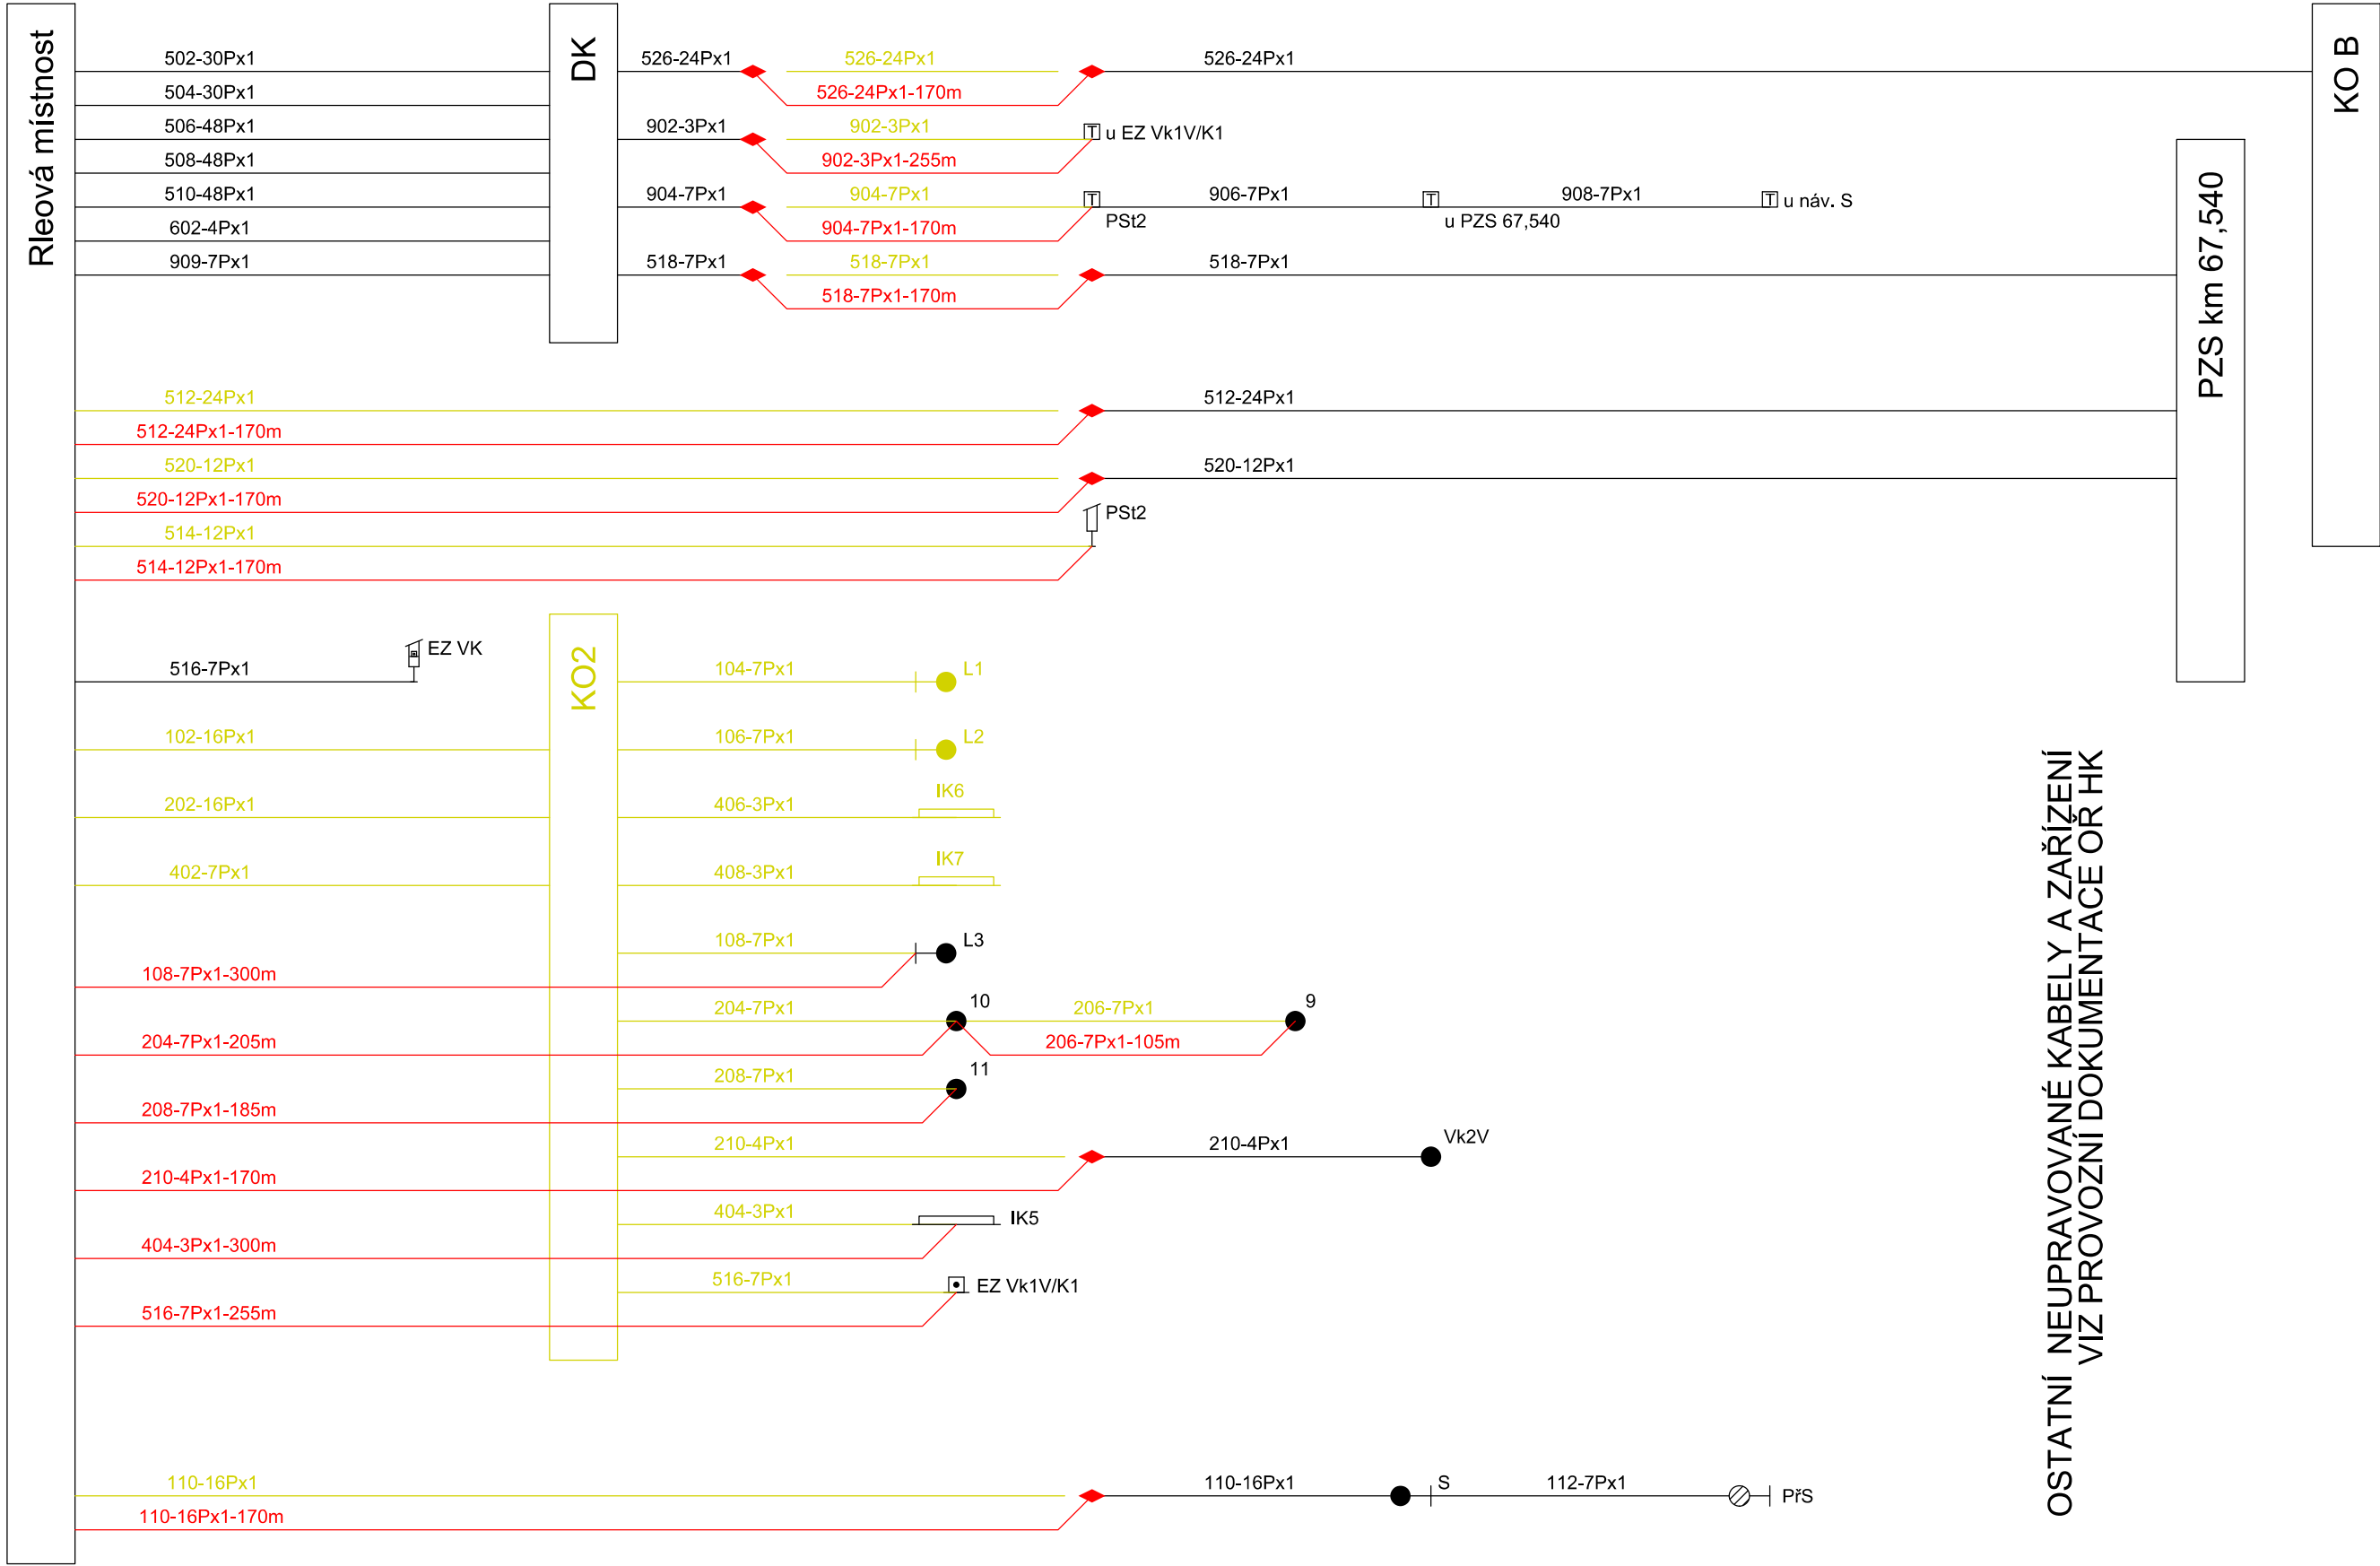 Rleová místnost
DK
KO B
PZS km 67,540
502-30Px1
504-30Px1
506-48Px1
508-48Px1
510-48Px1
602-4Px1
909-7Px1
526-24Px1
526-24Px1
526-24Px1
526-24Px1-170m
902-3Px1
902-3Px1
u EZ Vk1V/K1
902-3Px1-255m
904-7Px1
904-7Px1
T
T
T
T
906-7Px1
908-7Px1
u náv. S
904-7Px1-170m
PSt2
u PZS 67,540
518-7Px1
518-7Px1
518-7Px1
518-7Px1-170m
512-24Px1
512-24Px1
512-24Px1-170m
520-12Px1
520-12Px1
520-12Px1-170m
PSt2
514-12Px1
514-12Px1-170m
KO2
EZ VK
516-7Px1
104-7Px1
L1
102-16Px1
106-7Px1
L2
202-16Px1
406-3Px1
IK6
402-7Px1
408-3Px1
IK7
108-7Px1
L3
108-7Px1-300m
204-7Px1
10
206-7Px1
9
204-7Px1-205m
206-7Px1-105m
208-7Px1
11
208-7Px1-185m
210-4Px1
210-4Px1
Vk2V
210-4Px1-170m
404-3Px1
IK5
404-3Px1-300m
516-7Px1
EZ Vk1V/K1
516-7Px1-255m
110-16Px1
110-16Px1
S
112-7Px1
PřS
110-16Px1-170m
OSTATNÍ NEUPRAVOVANÉ KABELY A ZAŘÍZENÍ
VIZ PROVOZNÍ DOKUMENTACE OŘ HK